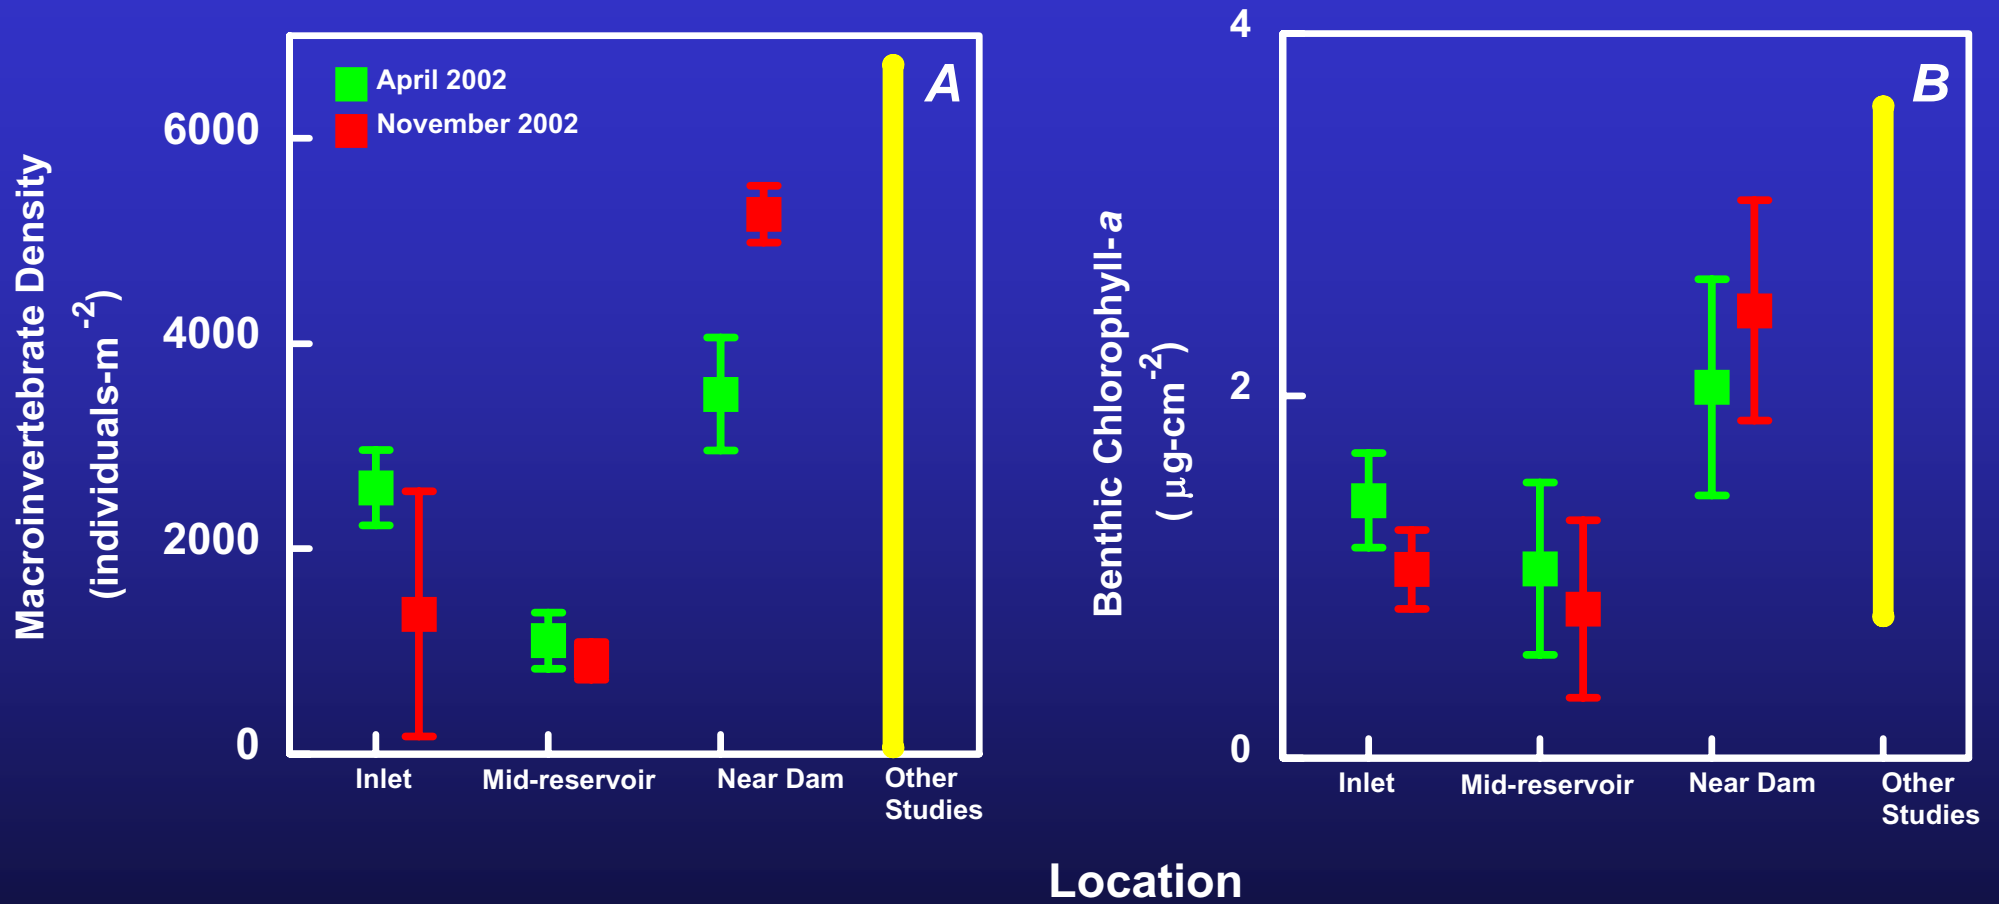 A
April 2002
November 2002
6000
4000
2000
0
Macroinvertebrate Density
(individuals-m⁻²)
Inlet
Mid-reservoir
Near Dam
Other
Studies
B
4
2
0
Benthic Chlorophyll-a
(μg-cm⁻²)
Inlet
Mid-reservoir
Near Dam
Other
Studies
Location